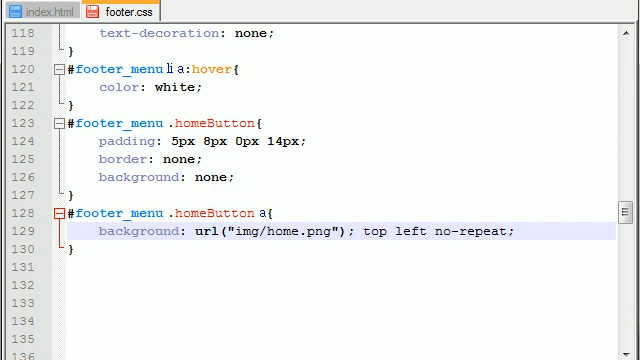 index.html footer.css
118 text-decoration: none;
119 }
120 #footer_menu li a:hover{
121 color: white;
122 }
123 #footer_menu .homeButton{
124 padding: 5px 8px 0px 14px;
125 border: none;
126 background: none;
127 }
128 #footer_menu .homeButton a{
129 background: url("img/home.png"); top left no-repeat;
130 }
131
132
133
134
135
136